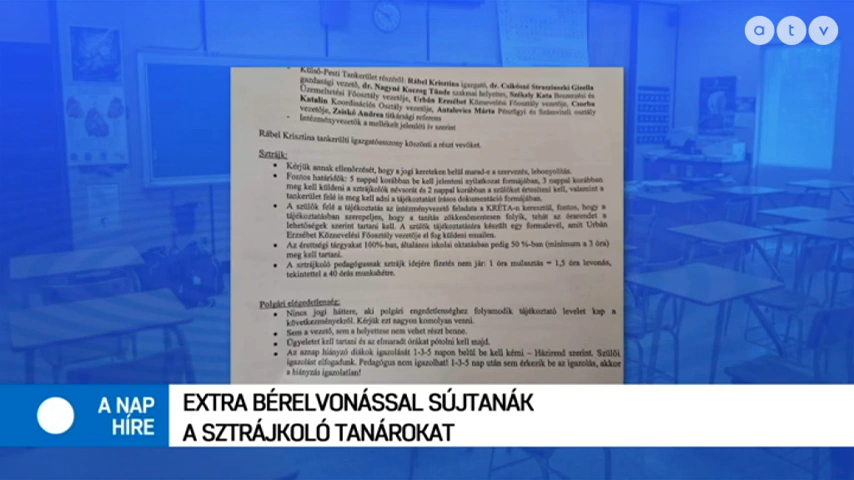 atv
- Külső-Pesti Tankerület részéről: Rábel Krisztina igazgató, dr. Csikósné Strasszinszki Gizella
gazdasági vezető, dr. Nagyné Koczog Tünde szakmai helyettes, Székely Kata Beszerzési és
Üzemeltetési Főosztály vezetője, Urbán Erzsébet Köznevelési Főosztály vezetője, Csorba
Katalin Koordinációs Osztály vezetője, Antalovics Márta Pénzügyi és Számviteli osztály
vezetője, Zsiskó Andrea titkársági referens
- Intézményvezetők a mellékelt jelenléti ív szerint
Rábel Krisztina tankerületi igazgatóasszony köszönti a részt vevőket.
Sztrájk:
• Kérjük annak ellenőrzését, hogy a jogi kereteken belül marad-e a szervezés, lebonyolítás.
• Fontos határidők: 5 nappal korábban be kell jelenteni nyilatkozat formájában, 3 nappal korábban
meg kell küldeni a sztrájkolók névsorát és 2 nappal korábban a szülőket értesíteni kell, valamint a
tankerület felé is meg kell adni a tájékoztatást írásos dokumentáció formájában.
• A szülők felé a tájékoztatás az intézményvezető feladata a KRÉTA-n keresztül, fontos, hogy a
tájékoztatásban szerepeljen, hogy a tanítás zökkenőmentesen folyik, tehát az órarendet a
lehetőségek szerint tartani kell. A szülők tájékoztatására készült egy formalevél, amit Urbán
Erzsébet Köznevelési Főosztály vezetője el fog küldeni emailen.
• Az érettségi tárgyakat 100%-ban, általános iskolai oktatásban pedig 50 %-ban (minimum a 3 óra)
meg kell tartani.
• A sztrájkoló pedagógusnak sztrájk idejére fizetés nem jár: 1 óra mulasztás = 1,5 óra levonás,
tekintettel a 40 órás munkahétre.
Polgári elégedetlenség:
• Nincs jogi háttere, aki polgári engedetlenséghez folyamodik tájékoztató levelet kap a
következményekről. Kérjük ezt nagyon komolyan venni.
• Sem a vezető, sem a helyettese nem vehet részt benne.
• Ügyeletet kell tartani és az elmaradt órákat pótolni kell majd.
• Az aznap hiányzó diákok igazolását 1-3-5 napon belül be kell kérni – Házirend szerint. Szülői
igazolást elfogadunk. Pedagógus nem igazolhat! 1-3-5 nap után sem érkezik be az igazolás, akkor
a hiányzás igazolatlan!
A NAP
HÍRE
EXTRA BÉRELVONÁSSAL SÚJTANÁK
A SZTRÁJKOLÓ TANÁROKAT